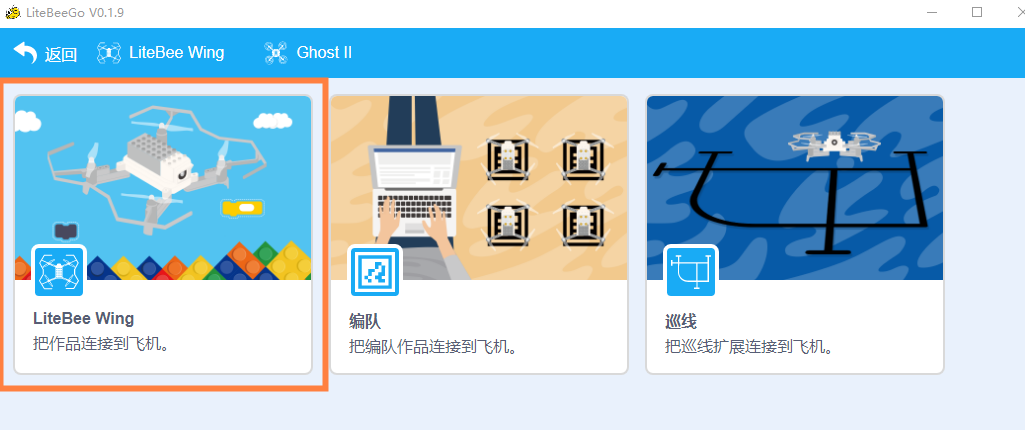 LiteBeeGo V0.1.9
返回 LiteBee Wing Ghost II
LiteBee Wing
把作品连接到飞机。
编队
把编队作品连接到飞机。
巡线
把巡线扩展连接到飞机。